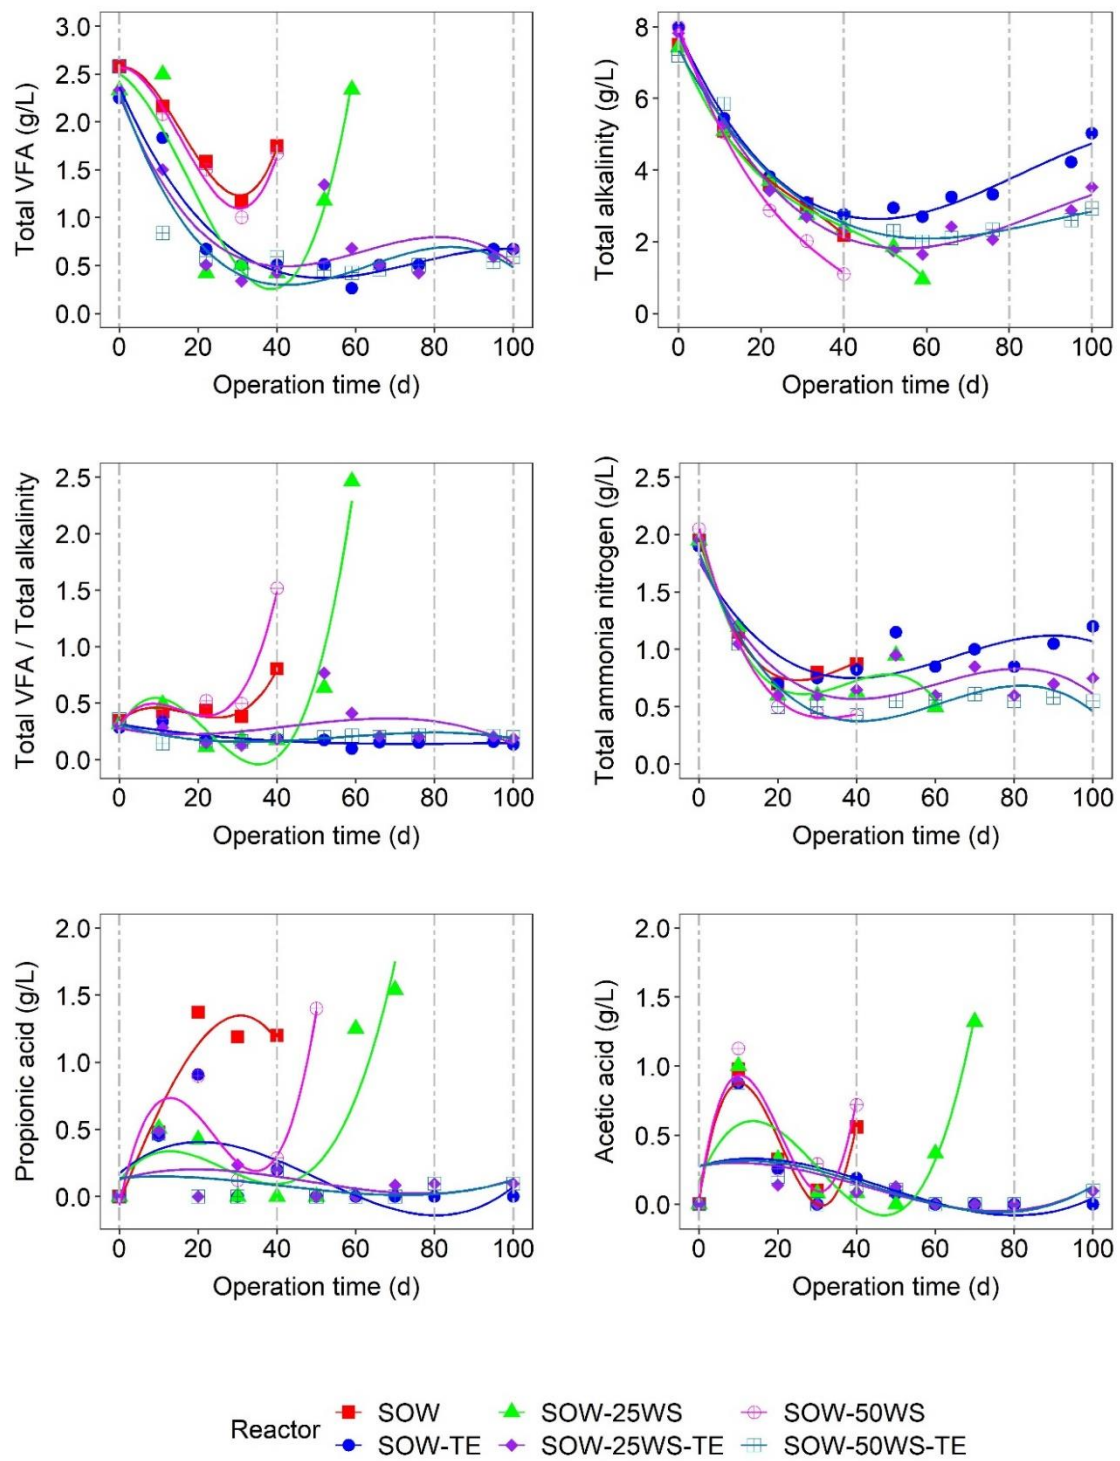 Total VFA (g/L)
3.0
2.5
2.0
1.5
1.0
0.5
0.0
0 20 40 60 80 100
Operation time (d)
Total alkalinity (g/L)
8
6
4
2
0
0 20 40 60 80 100
Operation time (d)
Total VFA / Total alkalinity
2.5
2.0
1.5
1.0
0.5
0.0
0 20 40 60 80 100
Operation time (d)
Total ammonia nitrogen (g/L)
2.5
2.0
1.5
1.0
0.5
0.0
0 20 40 60 80 100
Operation time (d)
Propionic acid (g/L)
2.0
1.5
1.0
0.5
0.0
0 20 40 60 80 100
Operation time (d)
Acetic acid (g/L)
2.0
1.5
1.0
0.5
0.0
0 20 40 60 80 100
Operation time (d)
Reactor
SOW SOW-25WS SOW-50WS
SOW-TE SOW-25WS-TE SOW-50WS-TE